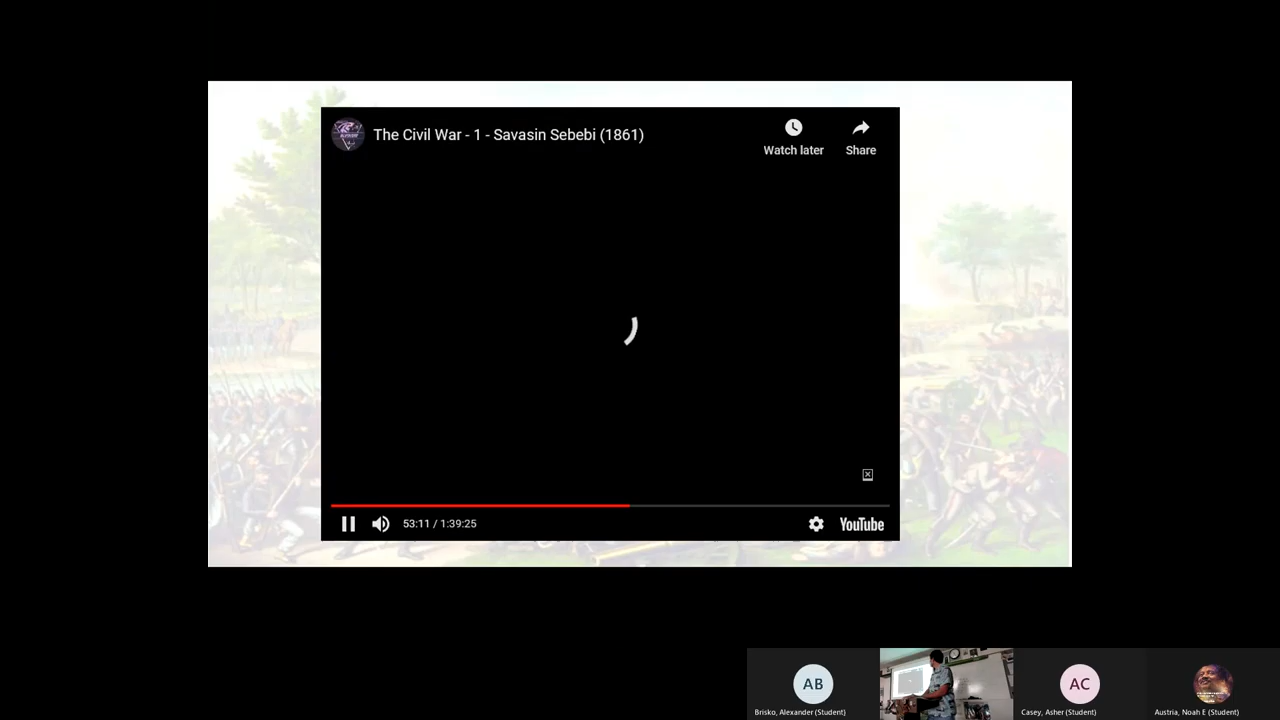 The Civil War - 1 - Savasin Sebebi (1861)
Watch later
Share
53:11 / 1:39:25
YouTube
AB
AC
Brisko, Alexander (Student)
Casey, Asher (Student)
Austria, Noah E (Student)